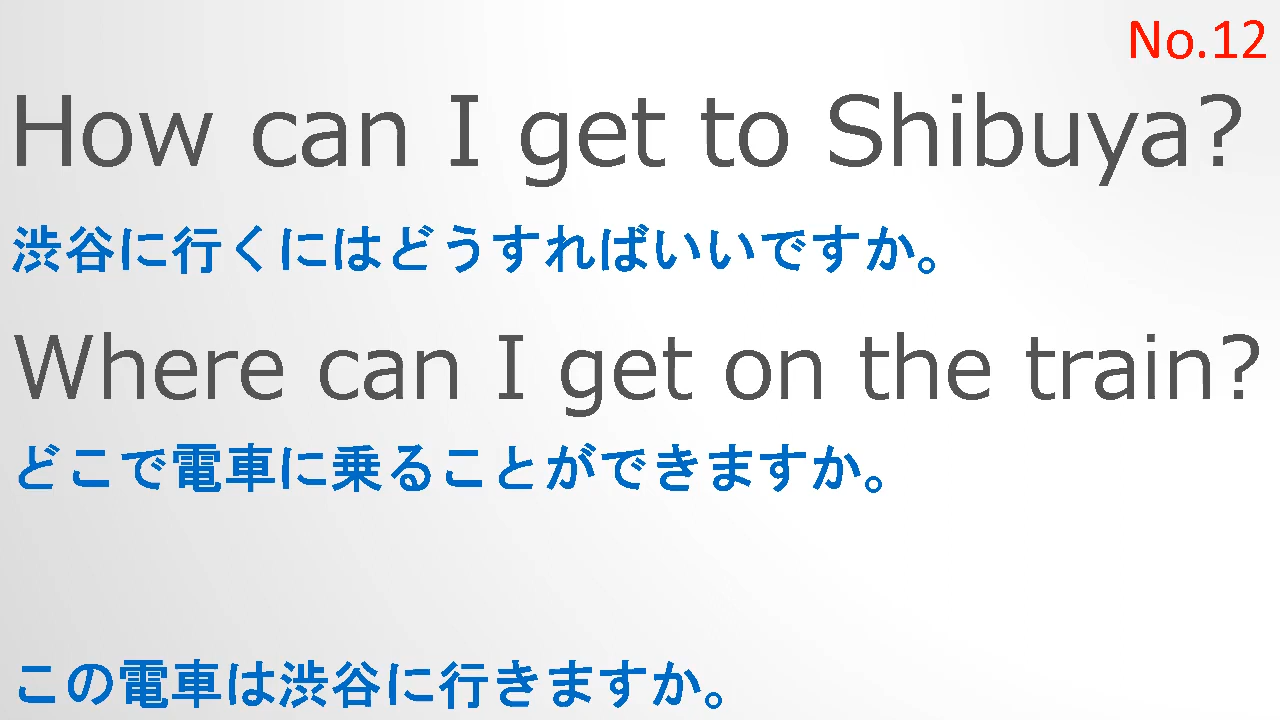 No.12
How can I get to Shibuya?
渋谷に行くにはどうすればいいですか。
Where can I get on the train?
どこで電車に乗ることができますか。
この電車は渋谷に行きますか。